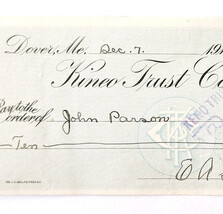 Dover, Me. Dec. 7. 19
Kineo Trust Co
Pay to the
order of John Parson
Ten
E A